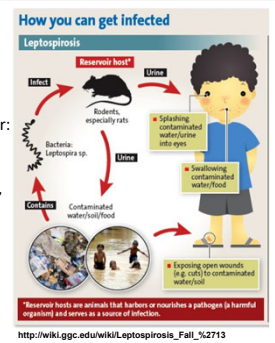 How you can get infected
Leptospirosis
Reservoir host*
Urine
Infect
Rodents,
especially rats
Splashing
contaminated
water/urine
into eyes
Bacteria:
Leptospira sp.
Urine
Swallowing
contaminated
water/food
Contains
Contaminated
water/soil/food
Exposing open wounds
(e.g. cuts) to contaminated
water/soil
*Reservoir hosts are animals that harbors or nourishes a pathogen (a harmful
organism) and serves as a source of infection.
http://wiki.ggc.edu/wiki/Leptospirosis_Fall_%2713